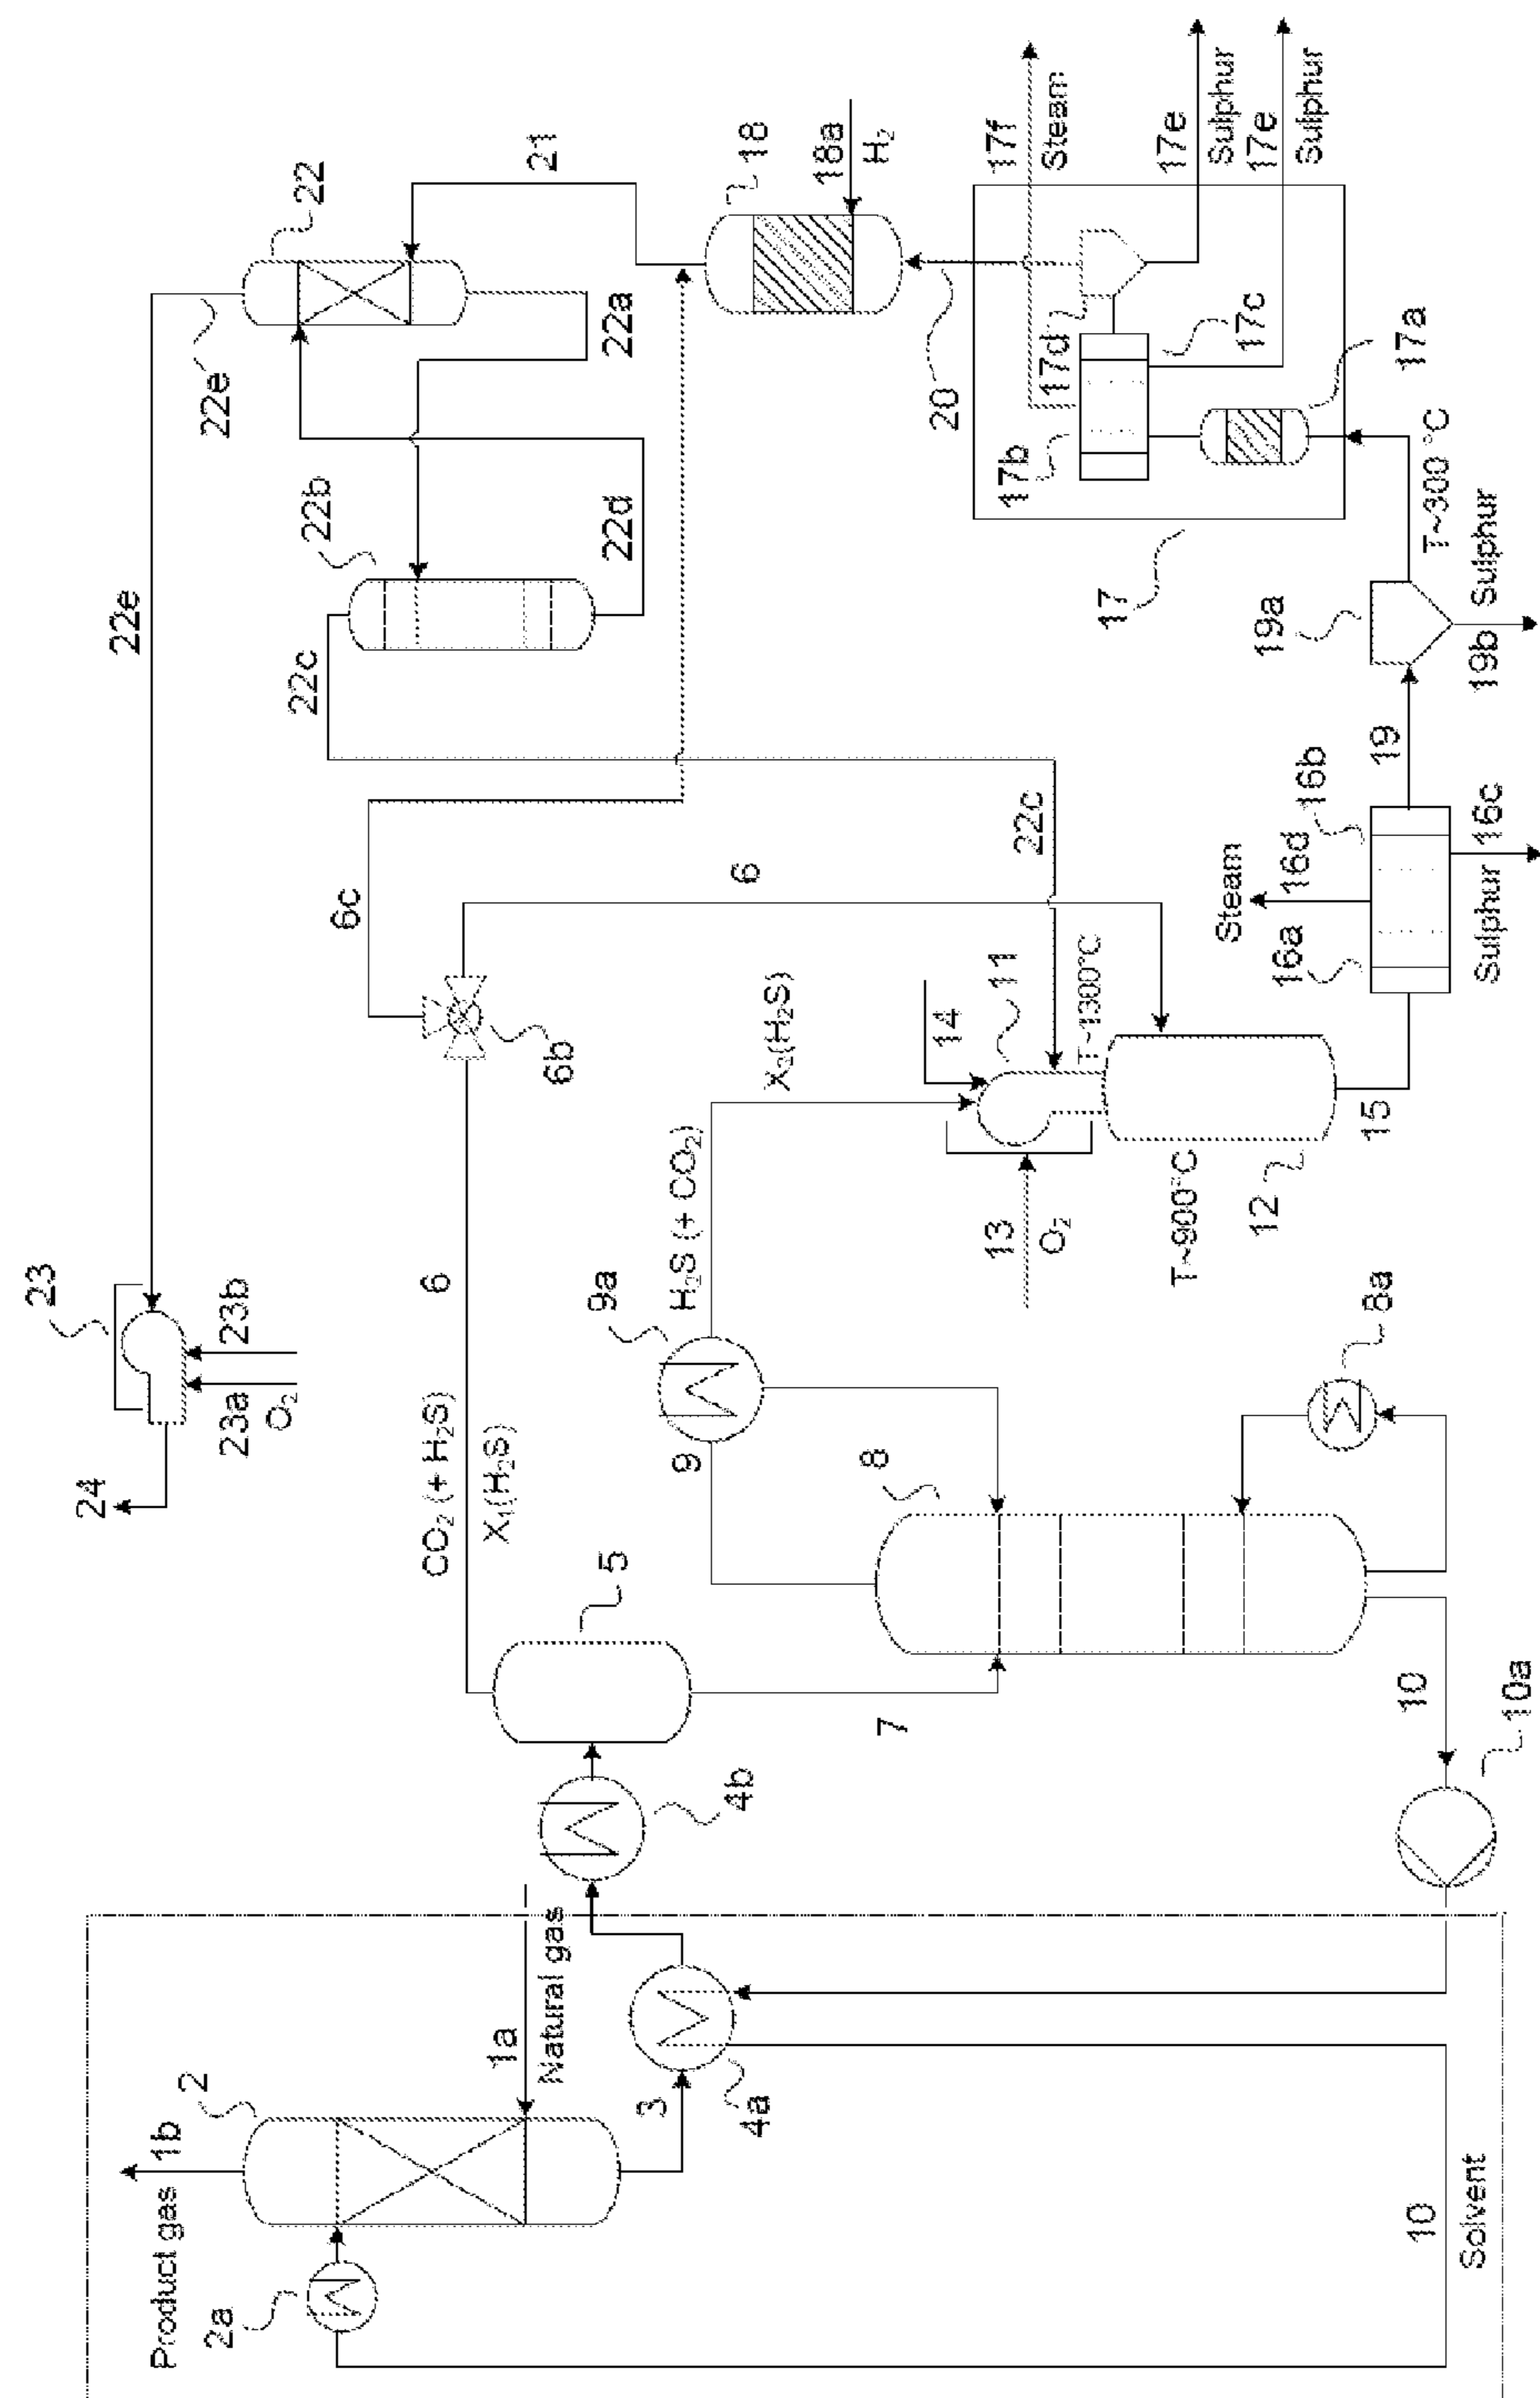 Product gas
1b
2
2a
1a
Natural gas
3
4a
4b
10
Solvent
10
10a
5
7
CO₂ (+ H₂S)
X₁(H₂S)
6
6b
6c
6
8
8a
9
9a
H₂S (+ CO₂)
X₂(H₂S)
13
O₂
14
11
T~1300°C
T~900°C
12
15
16a
16d
Steam
16b
16c
Sulphur
19
19a
19b
Sulphur
T~300 °C
17
17a
17b
17c
17d
17e
Sulphur
17e
Sulphur
17f
Steam
20
18
18a
H₂
21
22
22a
22b
22c
22c
22d
22e
22e
23
23a
O₂
23b
24